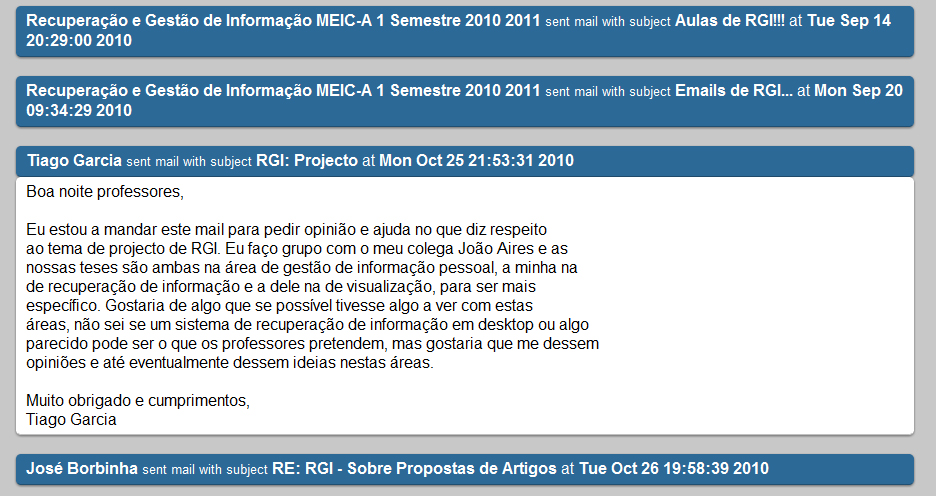 Recuperação e Gestão de Informação MEIC-A 1 Semestre 2010 2011 sent mail with subject Aulas de RGI!!! at Tue Sep 14
20:29:00 2010
Recuperação e Gestão de Informação MEIC-A 1 Semestre 2010 2011 sent mail with subject Emails de RGI... at Mon Sep 20
09:34:29 2010
Tiago Garcia sent mail with subject RGI: Projecto at Mon Oct 25 21:53:31 2010
Boa noite professores,
Eu estou a mandar este mail para pedir opinião e ajuda no que diz respeito
ao tema de projecto de RGI. Eu faço grupo com o meu colega João Aires e as
nossas teses são ambas na área de gestão de informação pessoal, a minha na
de recuperação de informação e a dele na de visualização, para ser mais
específico. Gostaria de algo que se possível tivesse algo a ver com estas
áreas, não sei se um sistema de recuperação de informação em desktop ou algo
parecido pode ser o que os professores pretendem, mas gostaria que me dessem
opiniões e até eventualmente dessem ideias nestas áreas.
Muito obrigado e cumprimentos,
Tiago Garcia
José Borbinha sent mail with subject RE: RGI - Sobre Propostas de Artigos at Tue Oct 26 19:58:39 2010